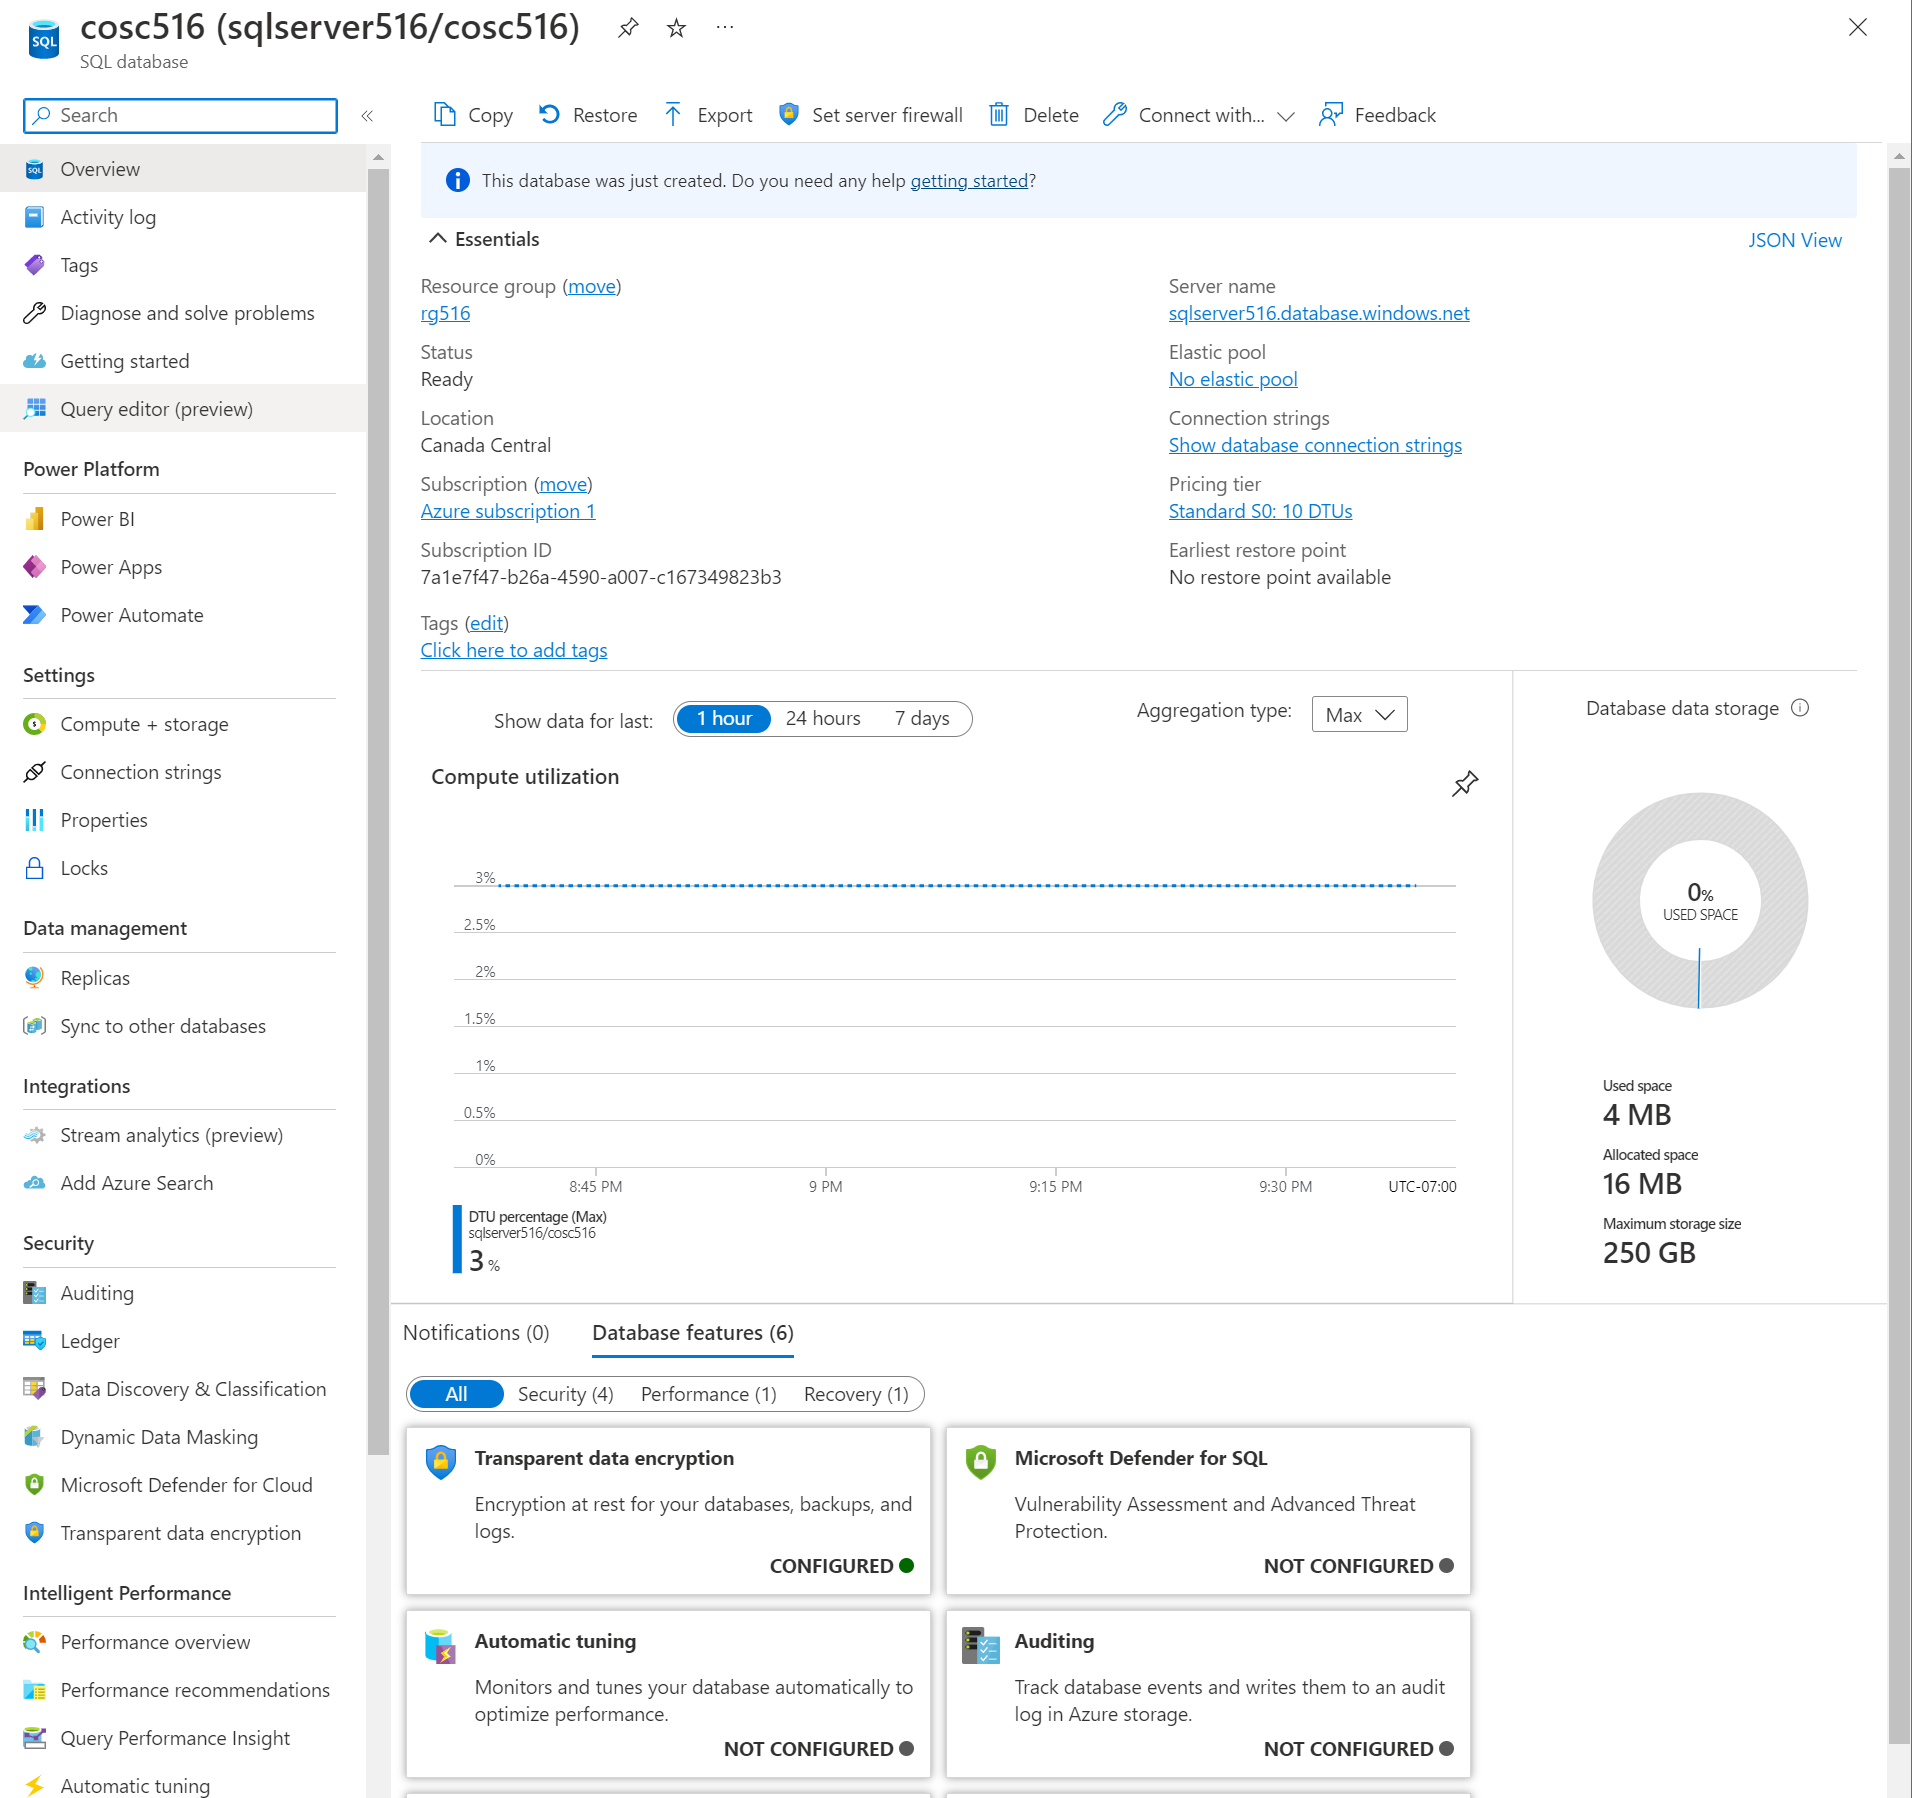 cosc516 (sqlserver516/cosc516)
SQL
SQL database
Search
Copy
Restore
Export
Set server firewall
Delete
Connect with...
Feedback
Overview
Activity log
Tags
Diagnose and solve problems
Getting started
Query editor (preview)
Power Platform
Power BI
Power Apps
Power Automate
Settings
Compute + storage
Connection strings
Properties
Locks
Data management
Replicas
Sync to other databases
Integrations
Stream analytics (preview)
Add Azure Search
Security
Auditing
Ledger
Data Discovery & Classification
Dynamic Data Masking
Microsoft Defender for Cloud
Transparent data encryption
Intelligent Performance
Performance overview
Performance recommendations
Query Performance Insight
Automatic tuning
This database was just created. Do you need any help getting started?
Essentials
JSON View
Resource group (move)
rg516
Status
Ready
Location
Canada Central
Subscription (move)
Azure subscription 1
Subscription ID
7a1e7f47-b26a-4590-a007-c167349823b3
Tags (edit)
Click here to add tags
Server name
sqlserver516.database.windows.net
Elastic pool
No elastic pool
Connection strings
Show database connection strings
Pricing tier
Standard S0: 10 DTUs
Earliest restore point
No restore point available
Show data for last:
1 hour
24 hours
7 days
Aggregation type:
Max
Compute utilization
3%
2.5%
2%
1.5%
1%
0.5%
0%
8:45 PM
9 PM
9:15 PM
9:30 PM
UTC-07:00
DTU percentage (Max)
sqlserver516/cosc516
3 %
Database data storage
0%
USED SPACE
Used space
4 MB
Allocated space
16 MB
Maximum storage size
250 GB
Notifications (0)
Database features (6)
All
Security (4)
Performance (1)
Recovery (1)
Transparent data encryption
Encryption at rest for your databases, backups, and
logs.
CONFIGURED
Microsoft Defender for SQL
Vulnerability Assessment and Advanced Threat
Protection.
NOT CONFIGURED
Automatic tuning
Monitors and tunes your database automatically to
optimize performance.
NOT CONFIGURED
Auditing
Track database events and writes them to an audit
log in Azure storage.
NOT CONFIGURED